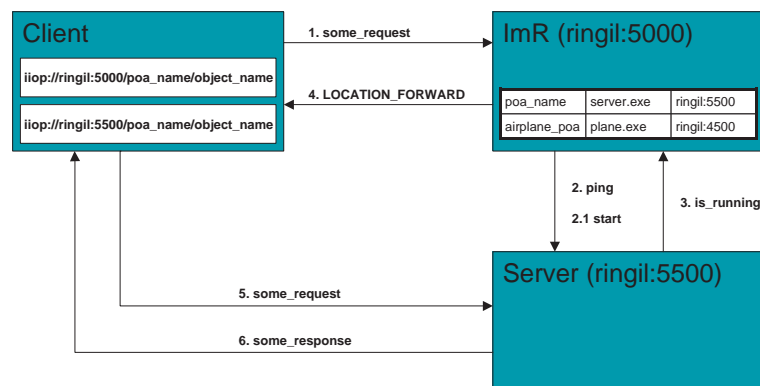 Client
1. some_request
ImR (ringil:5000)
iiop://ringil:5000/poa_name/object_name
4. LOCATION_FORWARD
iiop://ringil:5500/poa_name/object_name
poa_name server.exe ringil:5500
airplane_poa plane.exe ringil:4500
2. ping
2.1 start
3. is_running
Server (ringil:5500)
5. some_request
6. some_response